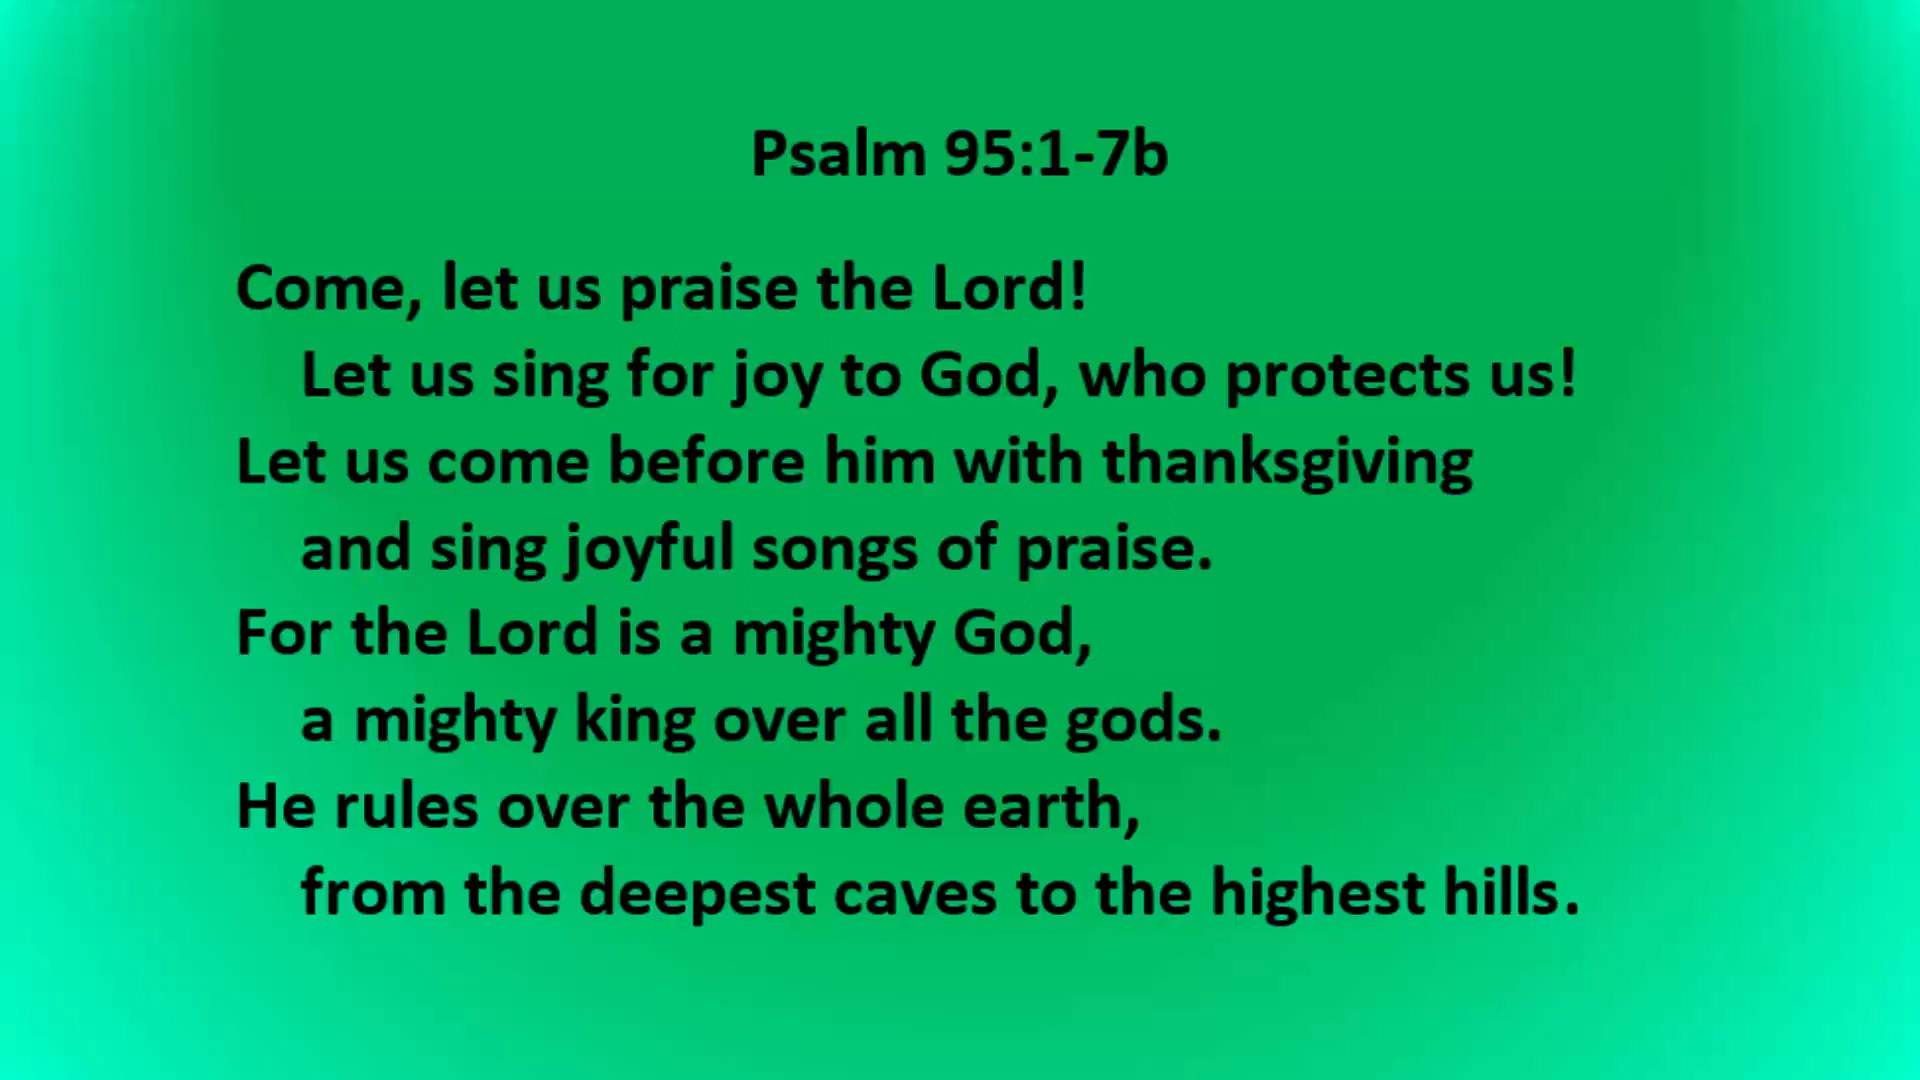 Psalm 95:1-7b
Come, let us praise the Lord!
Let us sing for joy to God, who protects us!
Let us come before him with thanksgiving
and sing joyful songs of praise.
For the Lord is a mighty God,
a mighty king over all the gods.
He rules over the whole earth,
from the deepest caves to the highest hills.